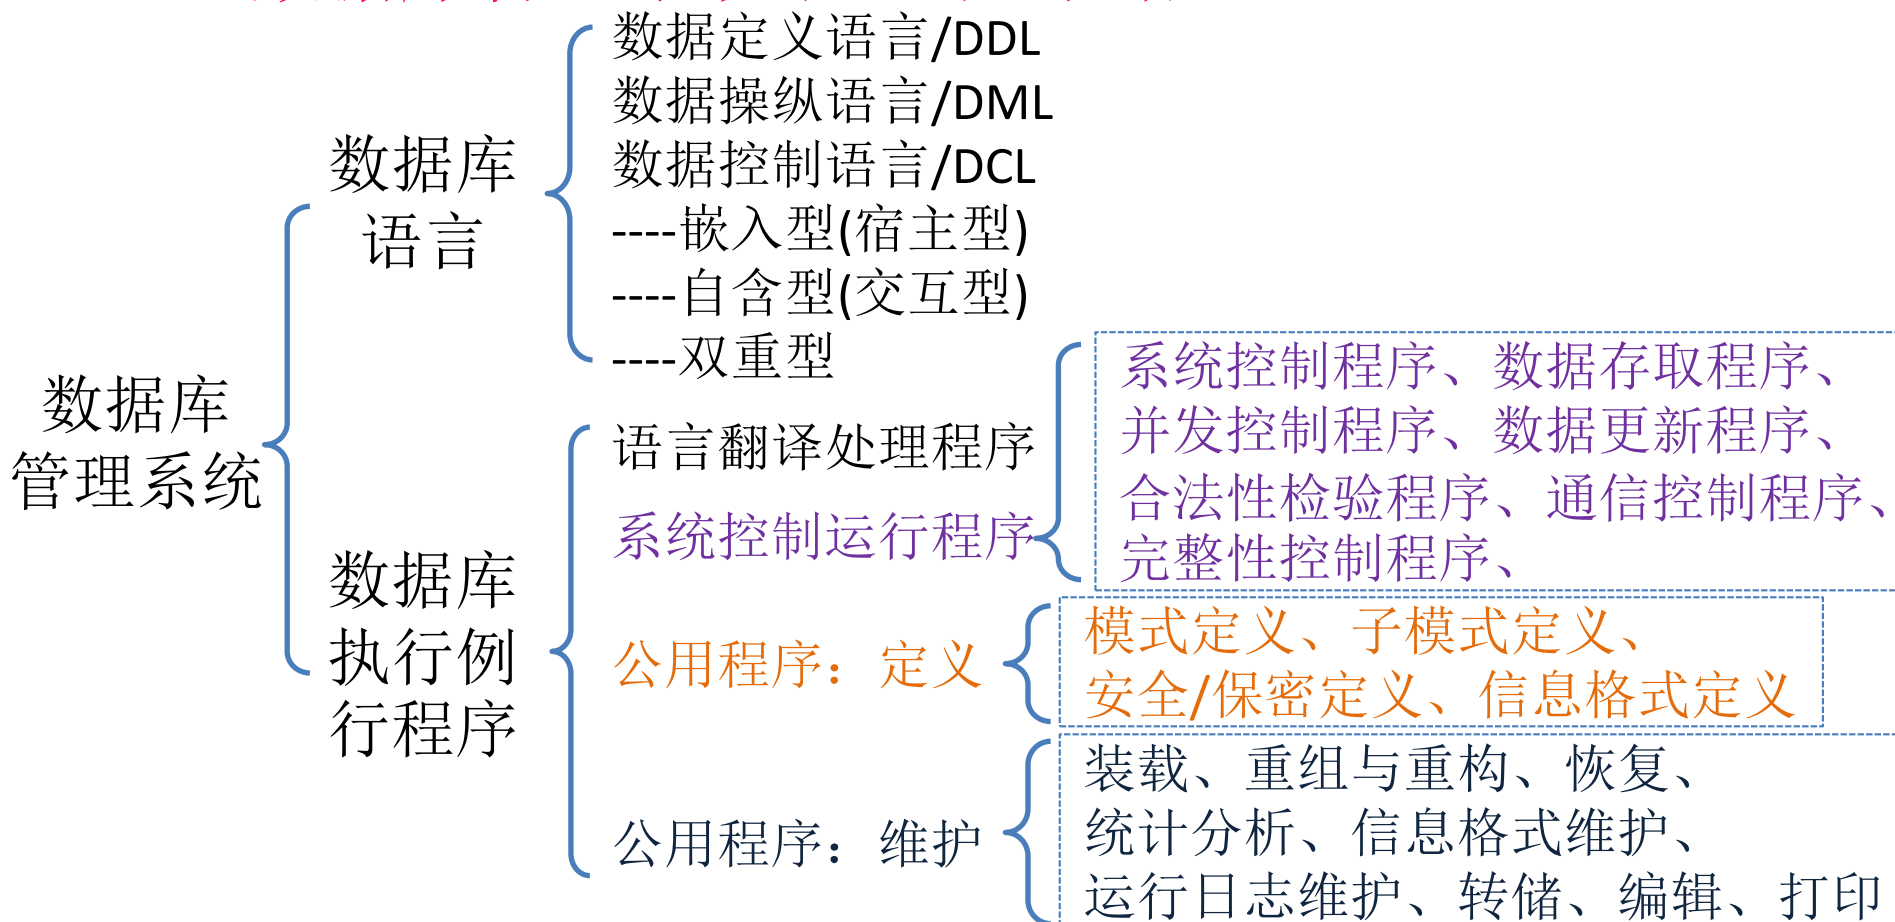 数据定义语言/DDL
数据操纵语言/DML
数据控制语言/DCL
----嵌入型(宿主型)
----自含型(交互型)
----双重型
数据库
语言
数据库
管理系统
数据库
执行例
行程序
语言翻译处理程序
系统控制运行程序
系统控制程序、数据存取程序、
并发控制程序、数据更新程序、
合法性检验程序、通信控制程序、
完整性控制程序、
公用程序：定义
模式定义、子模式定义、
安全/保密定义、信息格式定义
公用程序：维护
装载、重组与重构、恢复、
统计分析、信息格式维护、
运行日志维护、转储、编辑、打印